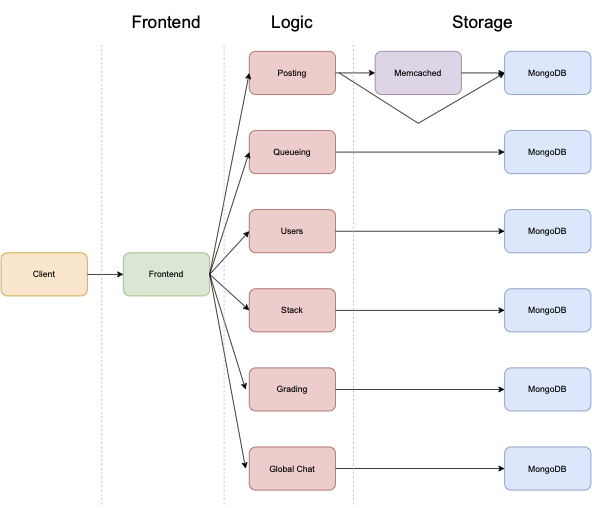 Frontend
Logic
Storage
Posting
Memcached
MongoDB
Queueing
MongoDB
Users
MongoDB
Client
Frontend
Stack
MongoDB
Grading
MongoDB
Global Chat
MongoDB